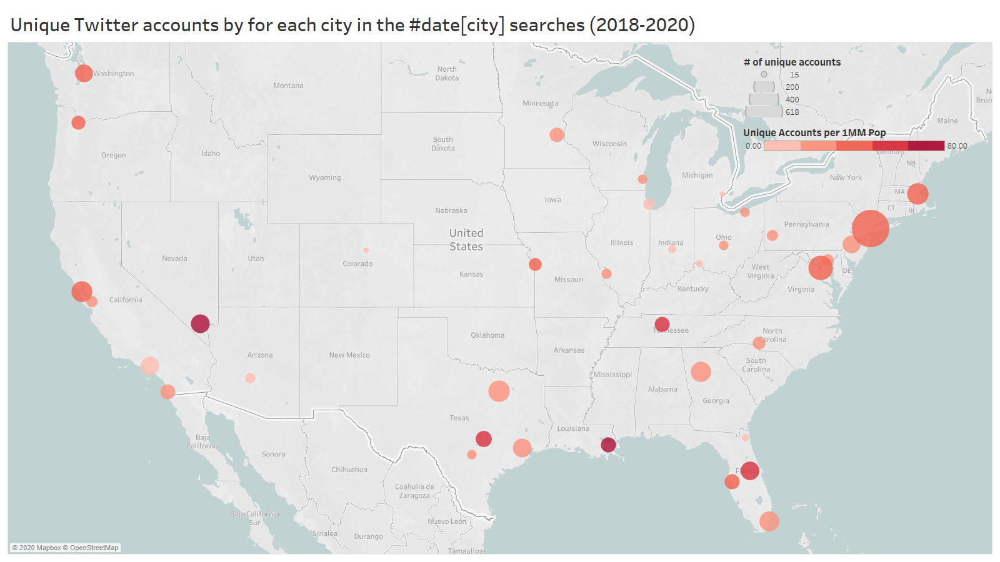 Unique Twitter accounts by for each city in the #date[city] searches (2018-2020)
# of unique accounts
15
200
400
618
Unique Accounts per 1MM Pop
0.00
80.00
Washington
Montana
North
Dakota
Minnesota
Maine
N
Brun
Oregon
Idaho
South
Dakota
Wisconsin
Vermont
NH
Wyoming
Michigan
New York
MA
Iowa
Nebraska
CT
RI
Pennsylvania
United
States
Illinois
Indiana
Ohio
NJ
Nevada
Utah
Colorado
Kansas
Missouri
West
Virginia
DC
DE
California
Kentucky
Virginia
Oklahoma
Tennessee
North
Carolina
Arizona
New Mexico
Arkansas
South
Carolina
Mississippi
Alabama
Georgia
Texas
Louisiana
Baja
California
Sonora
Chihuahua
Florida
Coahuila de
Zaragoza
Baja California
Sur
Nuevo León
Sinaloa
Durango
Tamaulipas
© 2020 Mapbox © OpenStreetMap